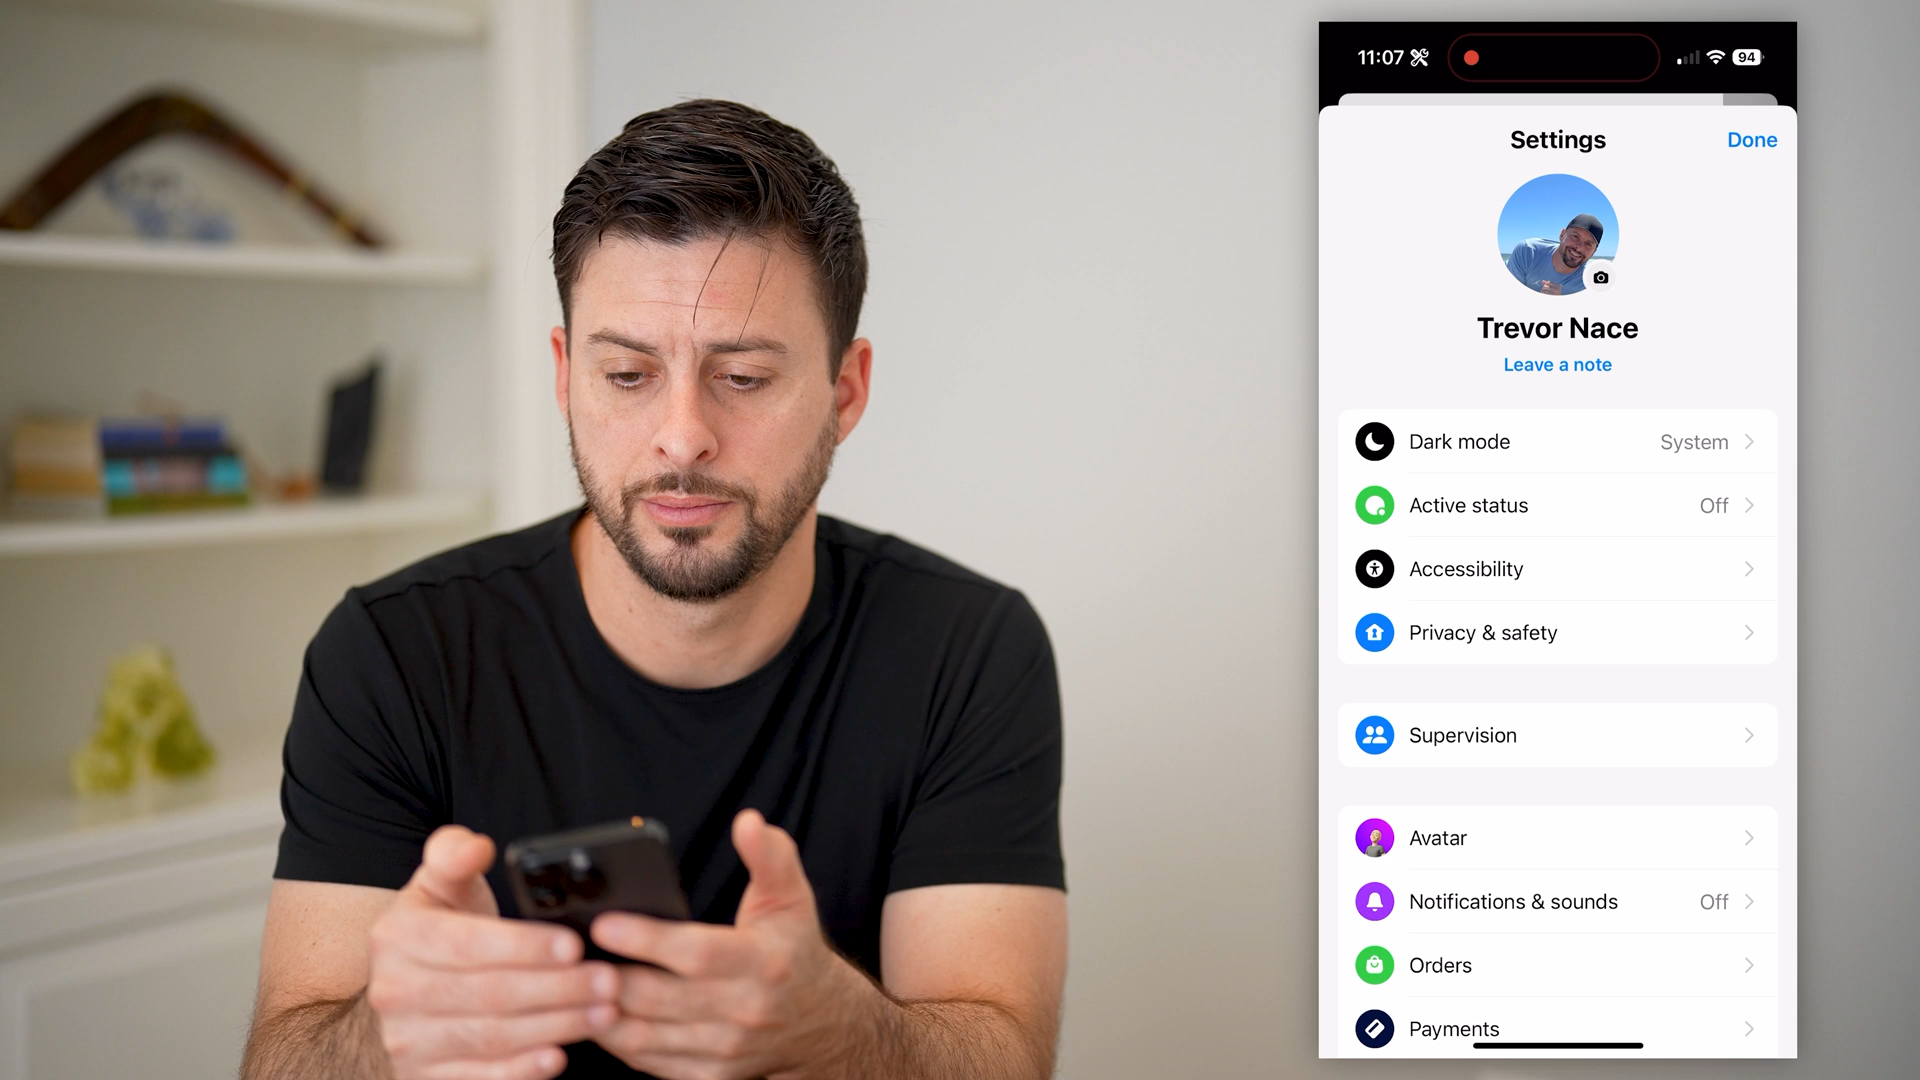 11:07
94
Settings
Done
Trevor Nace
Leave a note
Dark mode System
Active status Off
Accessibility
Privacy & safety
Supervision
Avatar
Notifications & sounds Off
Orders
Payments